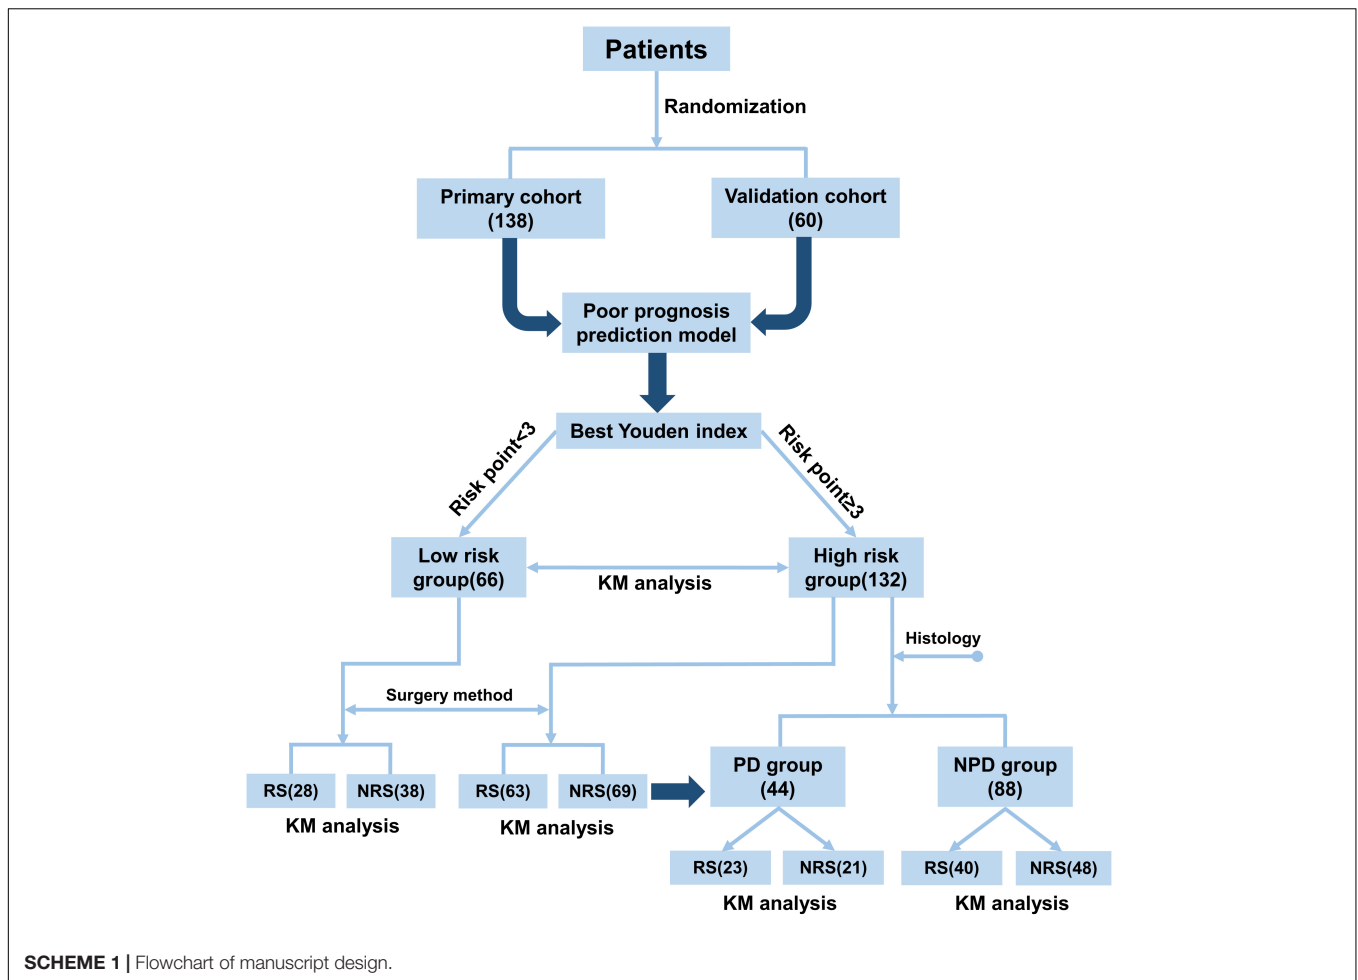 Patients
Randomization
Primary cohort
(138)
Validation cohort
(60)
Poor prognosis
prediction model
Best Youden index
Risk point<3
Risk point≥3
Low risk
group(66)
High risk
group(132)
KM analysis
Histology
Surgery method
RS(28)
NRS(38)
KM analysis
RS(63)
NRS(69)
KM analysis
PD group
(44)
NPD group
(88)
RS(23)
NRS(21)
KM analysis
RS(40)
NRS(48)
KM analysis
SCHEME 1 | Flowchart of manuscript design.